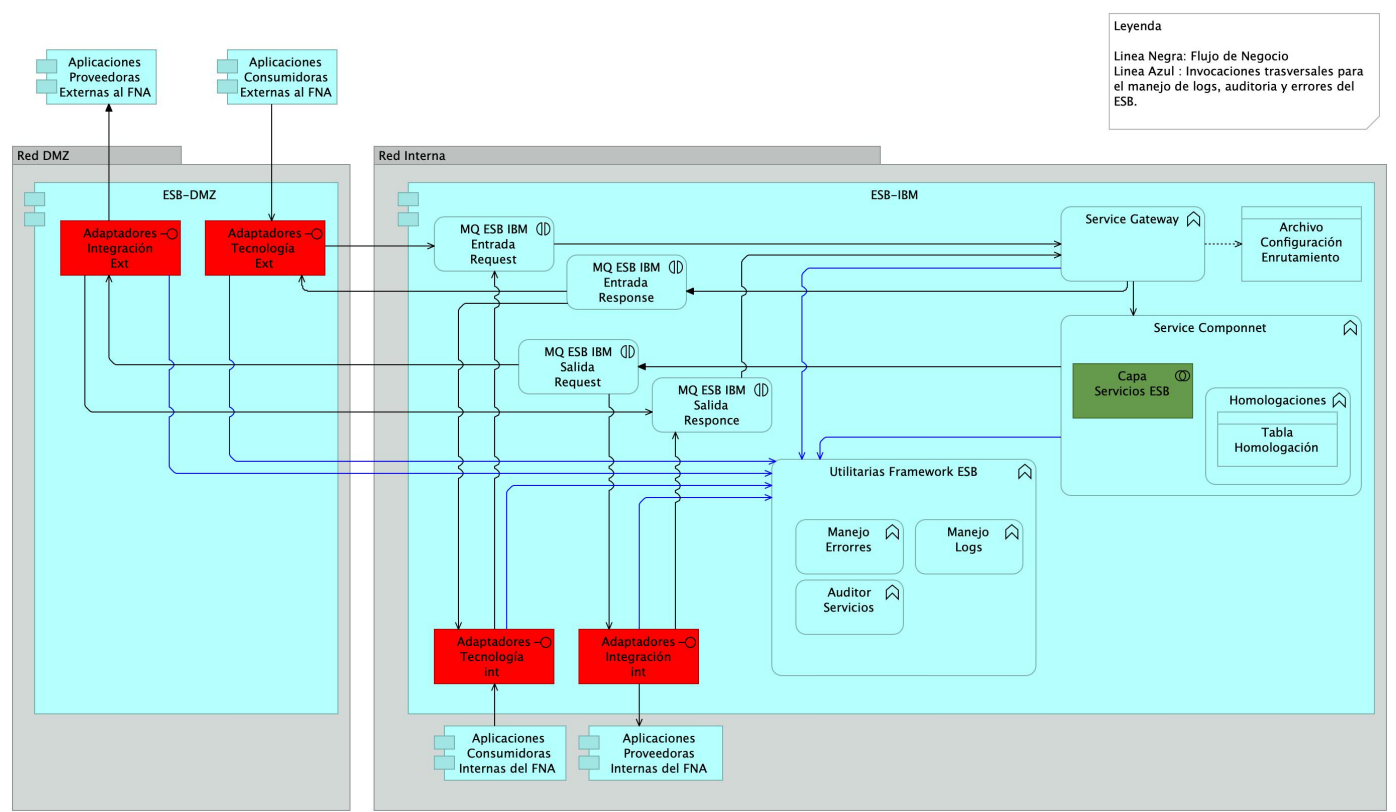 Leyenda
Linea Negra: Flujo de Negocio
Linea Azul : Invocaciones trasversales para
el manejo de logs, auditoria y errores del
ESB.
Aplicaciones
Proveedoras
Externas al FNA
Aplicaciones
Consumidoras
Externas al FNA
Red DMZ
Red Interna
ESB-DMZ
ESB-IBM
Adaptadores
Integración
Ext
Adaptadores
Tecnología
Ext
MQ ESB IBM
Entrada
Request
MQ ESB IBM
Entrada
Response
Service Gateway
Archivo
Configuración
Enrutamiento
MQ ESB IBM
Salida
Request
MQ ESB IBM
Salida
Responce
Service Componnet
Capa
Servicios ESB
Homologaciones
Tabla
Homologación
Utilitarias Framework ESB
Manejo
Errorres
Manejo
Logs
Auditor
Servicios
Adaptadores
Tecnología
int
Adaptadores
Integración
int
Aplicaciones
Consumidoras
Internas del FNA
Aplicaciones
Proveedoras
Internas del FNA